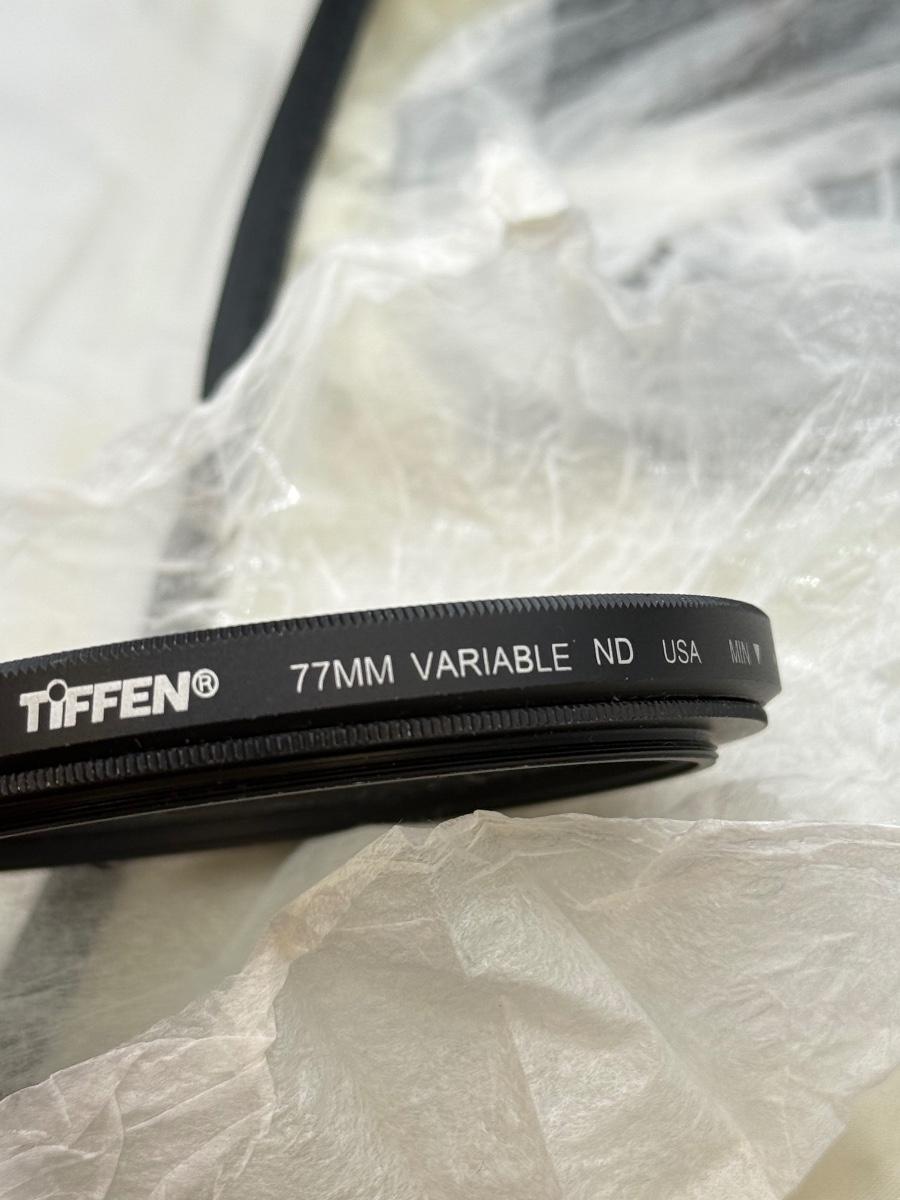 TIFFEN® 77MM VARIABLE ND USA MIN ▼